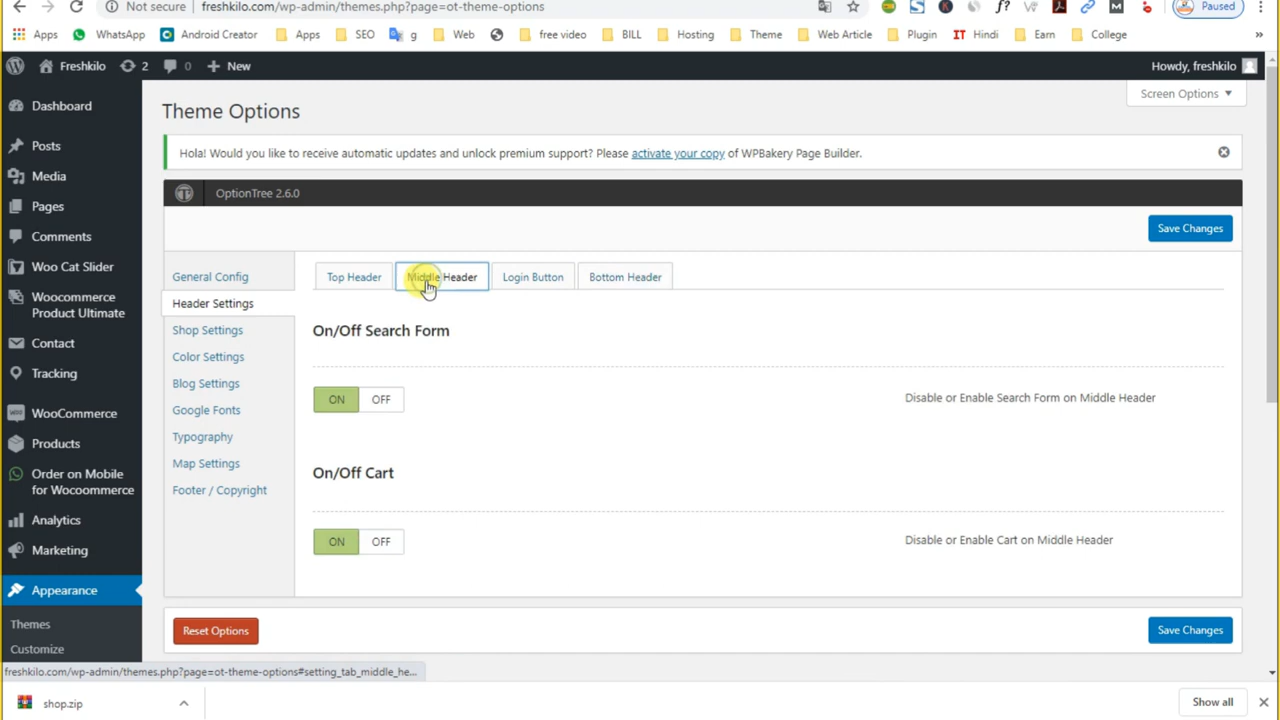 Not secure
freshkilo.com/wp-admin/themes.php?page=ot-theme-options
Paused
Apps
WhatsApp
Android Creator
Apps
SEO
g
Web
free video
BILL
Hosting
Theme
Web Article
Plugin
IT Hindi
Earn
College
»
Freshkilo
2
0
+ New
Howdy, freshkilo
Screen Options
Theme Options
Hola! Would you like to receive automatic updates and unlock premium support? Please activate your copy of WPBakery Page Builder.
OptionTree 2.6.0
Save Changes
Dashboard
Posts
Media
Pages
Comments
Woo Cat Slider
Woocommerce
Product Ultimate
Contact
Tracking
WooCommerce
Products
Order on Mobile
for Wocoommerce
Analytics
Marketing
Appearance
Themes
Customize
General Config
Header Settings
Shop Settings
Color Settings
Blog Settings
Google Fonts
Typography
Map Settings
Footer / Copyright
Top Header
Middle Header
Login Button
Bottom Header
On/Off Search Form
ON OFF
Disable or Enable Search Form on Middle Header
On/Off Cart
ON OFF
Disable or Enable Cart on Middle Header
Reset Options
Save Changes
freshkilo.com/wp-admin/themes.php?page=ot-theme-options#setting_tab_middle_he...
shop.zip
Show all